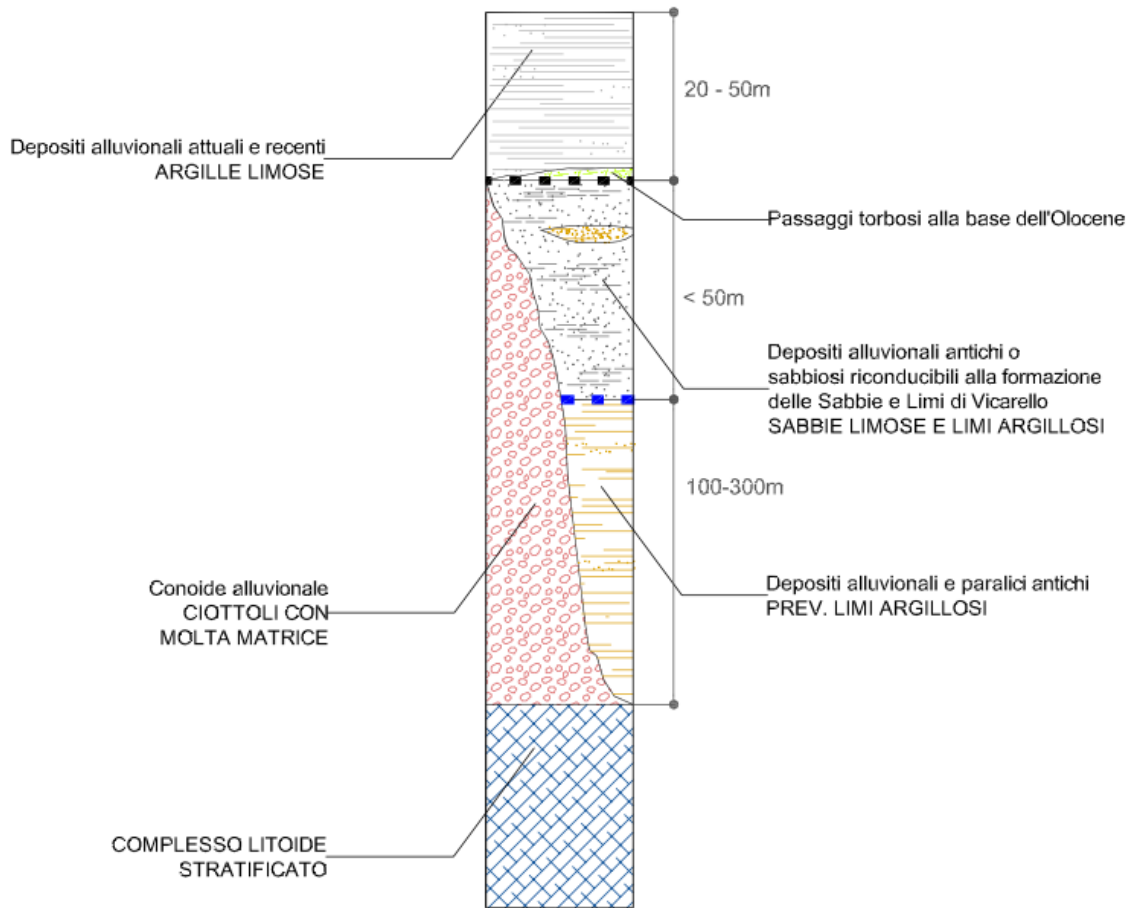 20 - 50m
Depositi alluvionali attuali e recenti
ARGILLE LIMOSE
Passaggi torbosi alla base dell'Olocene
< 50m
Depositi alluvionali antichi o
sabbiosi riconducibili alla formazione
delle Sabbie e Limi di Vicarello
SABBIE LIMOSE E LIMI ARGILLOSI
100-300m
Conoide alluvionale
CIOTTOLI CON
MOLTA MATRICE
Depositi alluvionali e paralici antichi
PREV. LIMI ARGILLOSI
COMPLESSO LITOIDE
STRATIFICATO